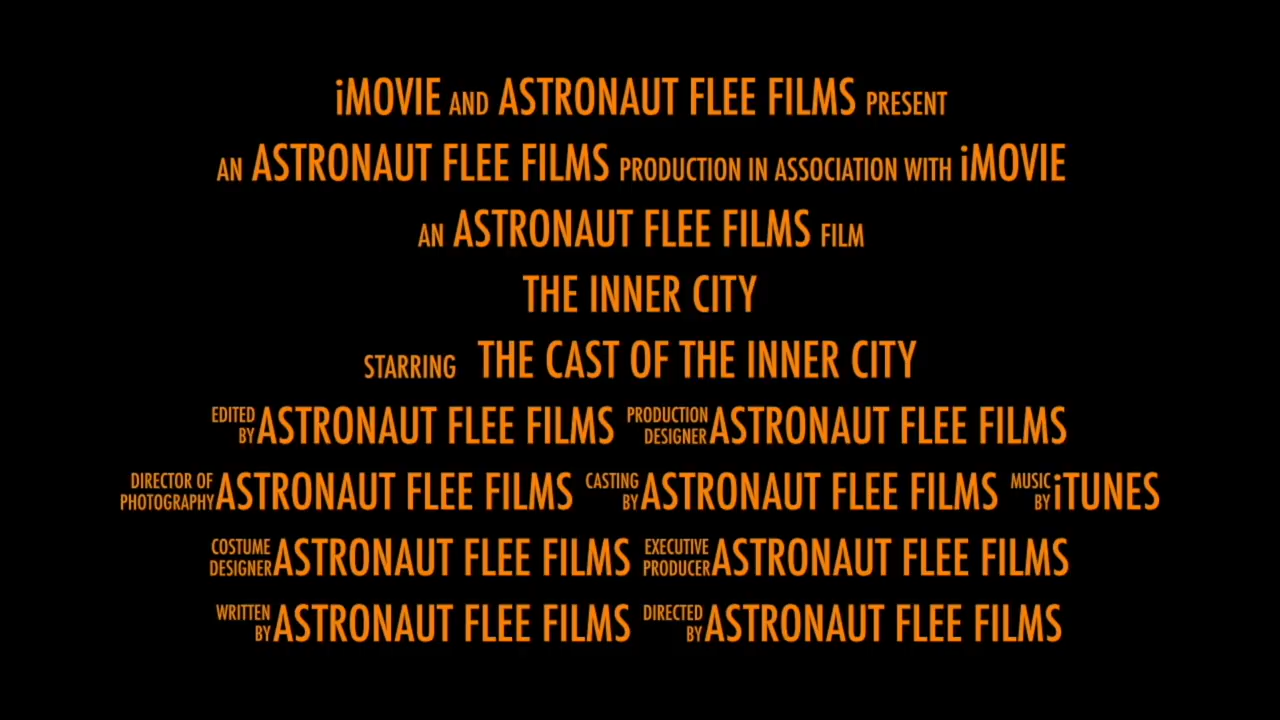 iMOVIE AND ASTRONAUT FLEE FILMS PRESENT
AN ASTRONAUT FLEE FILMS PRODUCTION IN ASSOCIATION WITH iMOVIE
AN ASTRONAUT FLEE FILMS FILM
THE INNER CITY
STARRING THE CAST OF THE INNER CITY
EDITED BY ASTRONAUT FLEE FILMS PRODUCTION DESIGNER ASTRONAUT FLEE FILMS
DIRECTOR OF PHOTOGRAPHY ASTRONAUT FLEE FILMS CASTING BY ASTRONAUT FLEE FILMS MUSIC BY iTUNES
COSTUME DESIGNER ASTRONAUT FLEE FILMS EXECUTIVE PRODUCER ASTRONAUT FLEE FILMS
WRITTEN BY ASTRONAUT FLEE FILMS DIRECTED BY ASTRONAUT FLEE FILMS